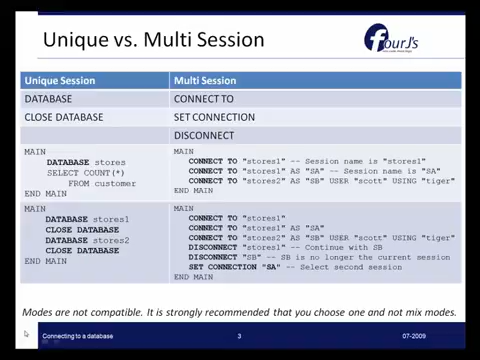 Unique vs. Multi Session
fourJ's
Unique Session
Multi Session
DATABASE
CONNECT TO
CLOSE DATABASE
SET CONNECTION
DISCONNECT
MAIN
DATABASE stores
SELECT COUNT(*)
FROM customer
END MAIN
MAIN
CONNECT TO "stores1" -- Session name is "stores1"
CONNECT TO "stores1" AS "SA" -- Session name is "SA"
CONNECT TO "stores2" AS "SB" USER "scott" USING "tiger"
END MAIN
MAIN
DATABASE stores1
CLOSE DATABASE
DATABASE stores2
CLOSE DATABASE
END MAIN
MAIN
CONNECT TO "stores1"
CONNECT TO "stores1" AS "SA"
CONNECT TO "stores2" AS "SB" USER "scott" USING "tiger"
DISCONNECT "stores1" -- Continue with SB
DISCONNECT "SB" -- SB is no longer the current session
SET CONNECTION "SA" -- Select second session
END MAIN
Modes are not compatible. It is strongly recommended that you choose one and not mix modes.
Connecting to a database
3
07-2009